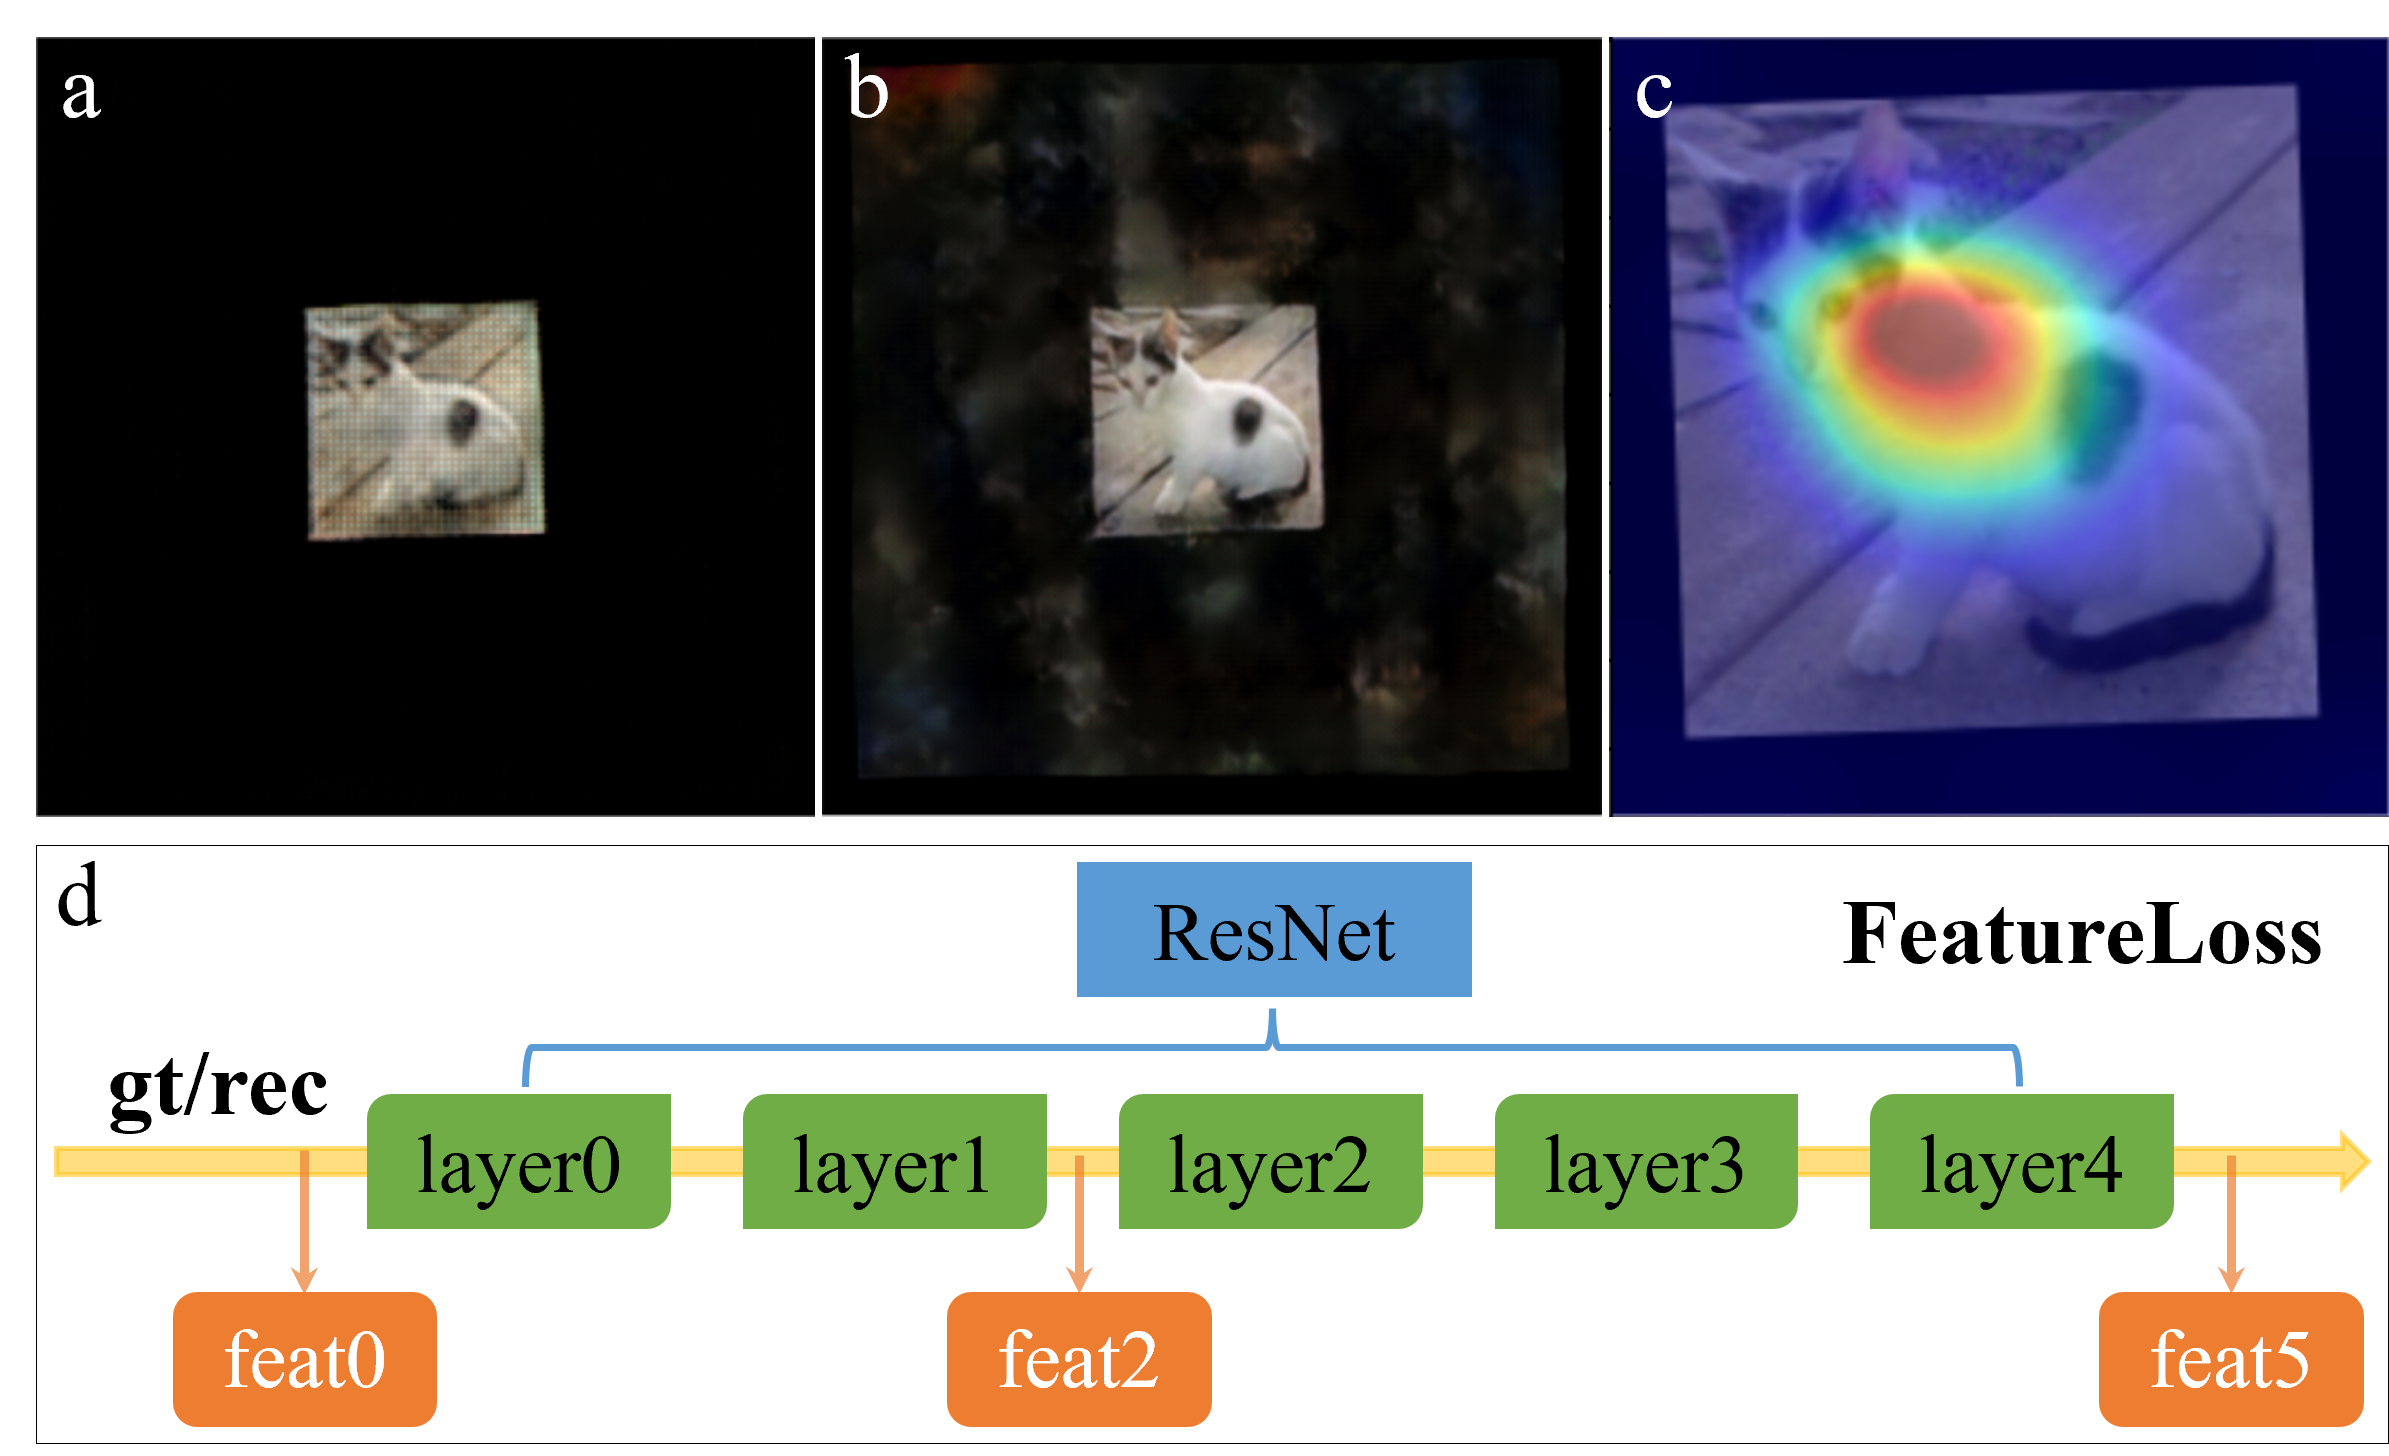 a
b
c
d
ResNet
FeatureLoss
gt/rec
layer0
layer1
layer2
layer3
layer4
feat0
feat2
feat5